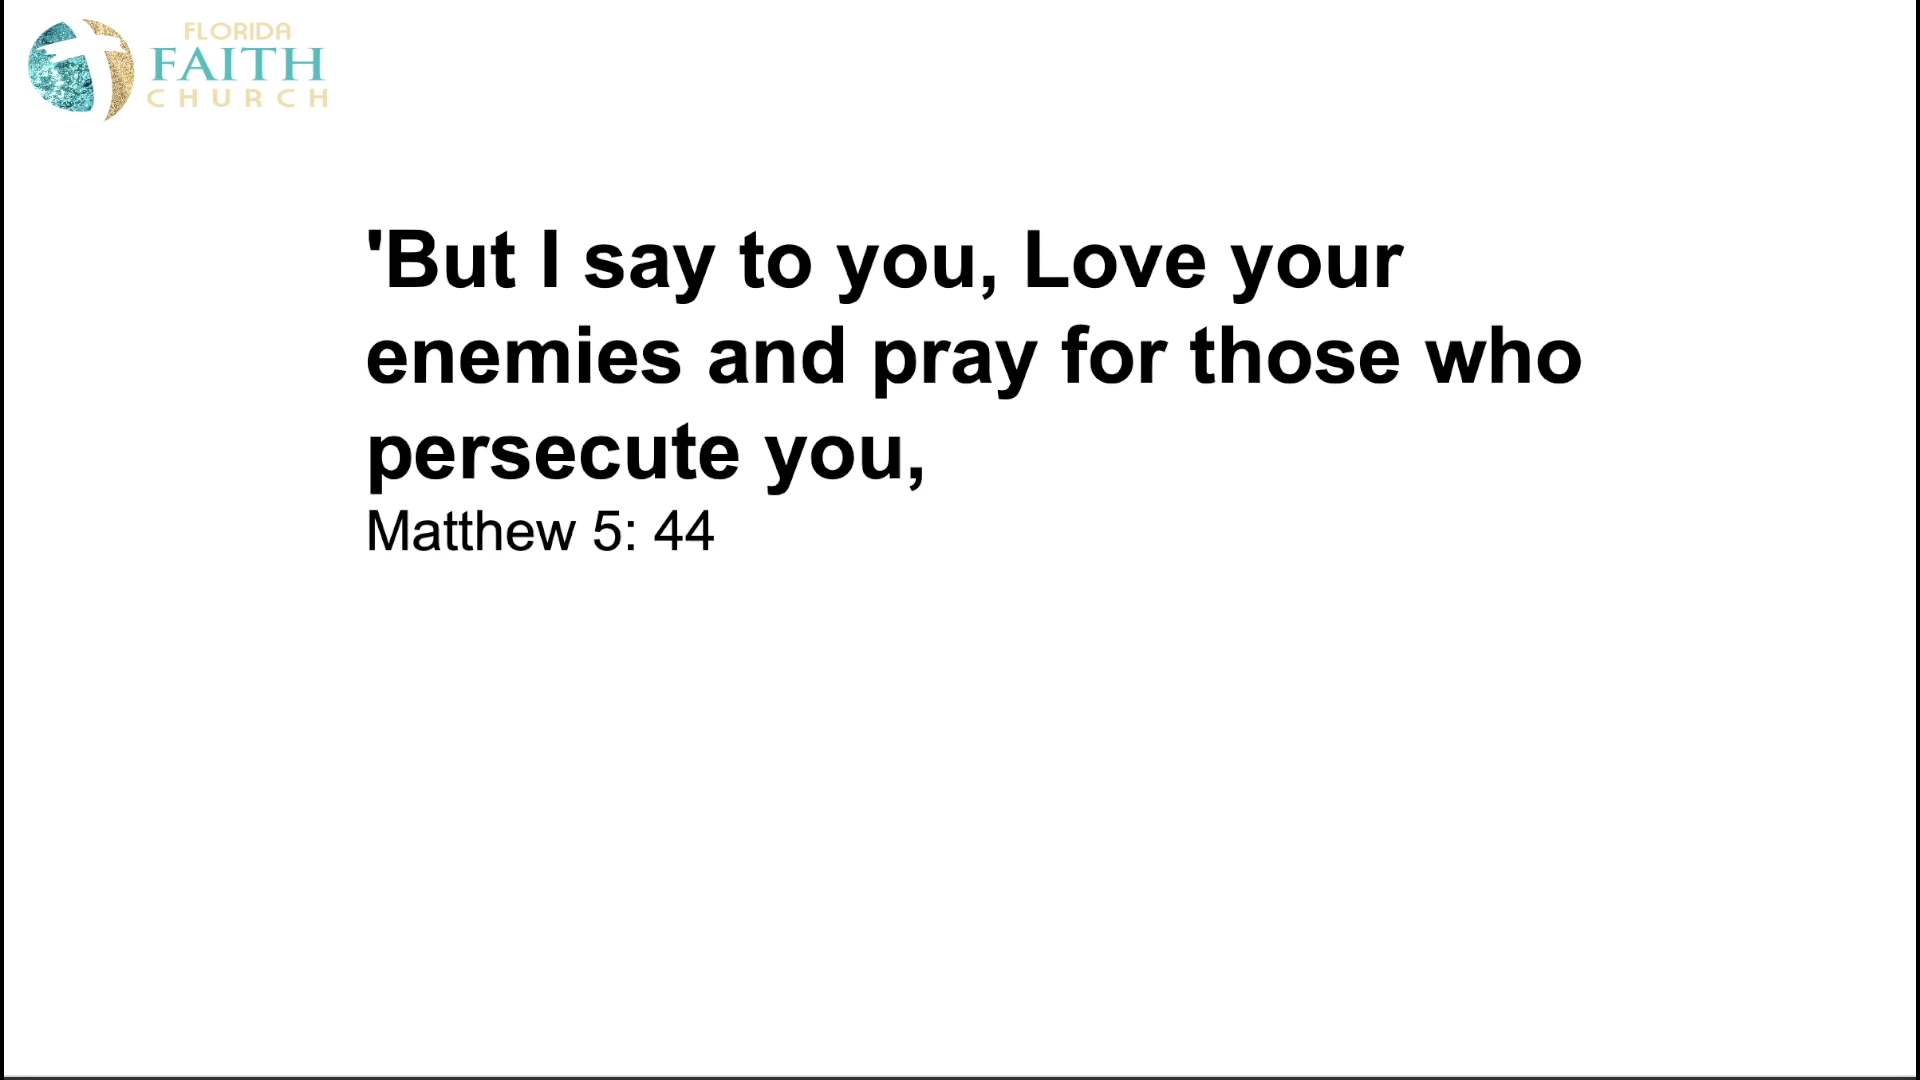 FLORIDA
FAITH
CHURCH
'But I say to you, Love your
enemies and pray for those who
persecute you,
Matthew 5: 44